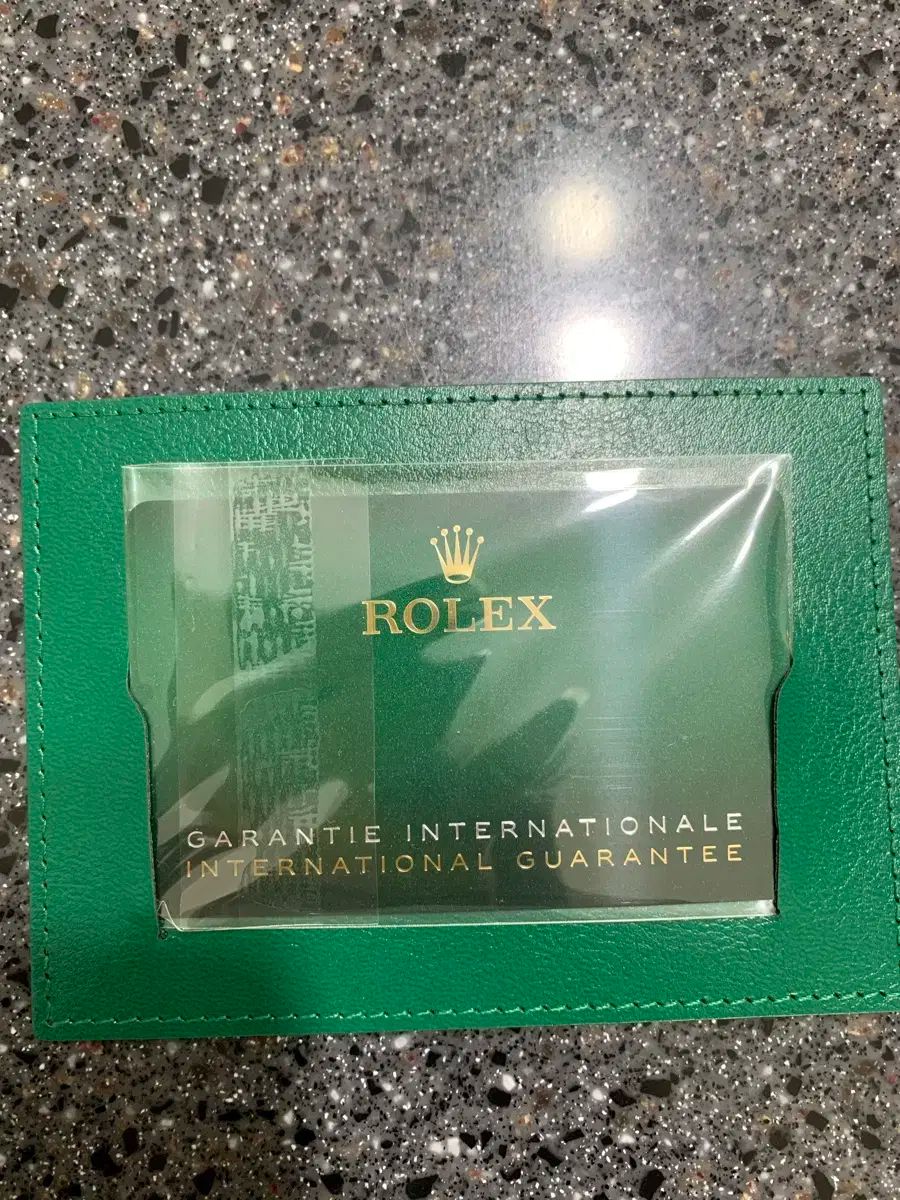 ROLEX
GARANTIE INTERNATIONALE
INTERNATIONAL GUARANTEE